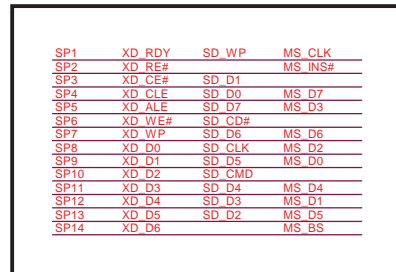 SP1 XD_RDY SD_WP MS_CLK
SP2 XD_RE# MS_INS#
SP3 XD_CE# SD_D1
SP4 XD_CLE SD_D0 MS_D7
SP5 XD_ALE SD_D7 MS_D3
SP6 XD_WE# SD_CD#
SP7 XD_WP SD_D6 MS_D6
SP8 XD_D0 SD_CLK MS_D2
SP9 XD_D1 SD_D5 MS_D0
SP10 XD_D2 SD_CMD
SP11 XD_D3 SD_D4 MS_D4
SP12 XD_D4 SD_D3 MS_D1
SP13 XD_D5 SD_D2 MS_D5
SP14 XD_D6 MS_BS